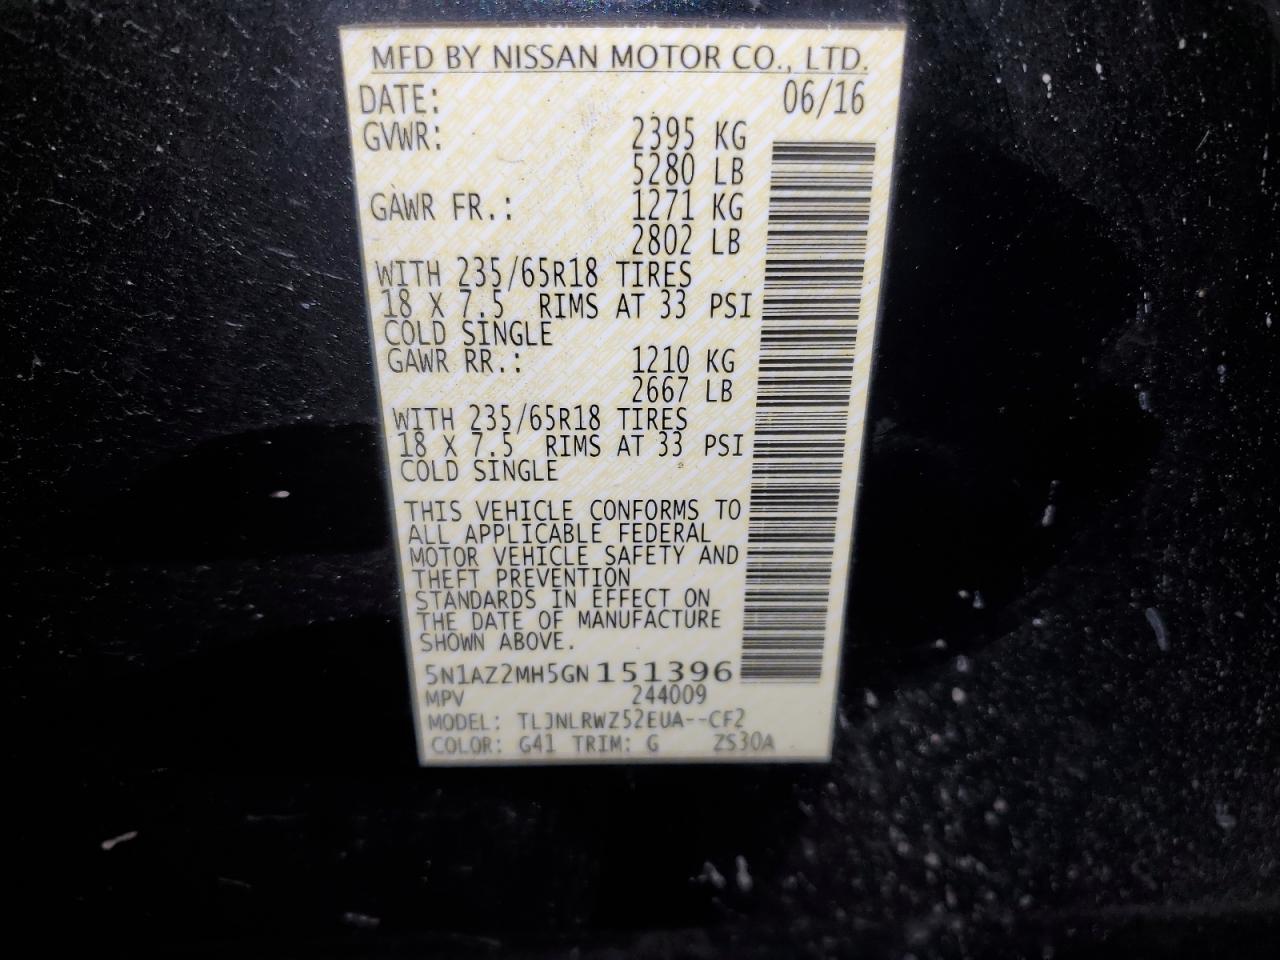 MFD BY NISSAN MOTOR CO., LTD.
DATE: 06/16
GVWR: 2395 KG
5280 LB
GAWR FR.: 1271 KG
2802 LB
WITH 235/65R18 TIRES
18 X 7.5 RIMS AT 33 PSI
COLD SINGLE
GAWR RR.: 1210 KG
2667 LB
WITH 235/65R18 TIRES
18 X 7.5 RIMS AT 33 PSI
COLD SINGLE
THIS VEHICLE CONFORMS TO
ALL APPLICABLE FEDERAL
MOTOR VEHICLE SAFETY AND
THEFT PREVENTION
STANDARDS IN EFFECT ON
THE DATE OF MANUFACTURE
SHOWN ABOVE.
5N1AZ2MH5GN151396
MPV 244009
MODEL: TLJNLRWZ52EUA--CF2
COLOR: G41 TRIM: G ZS30A